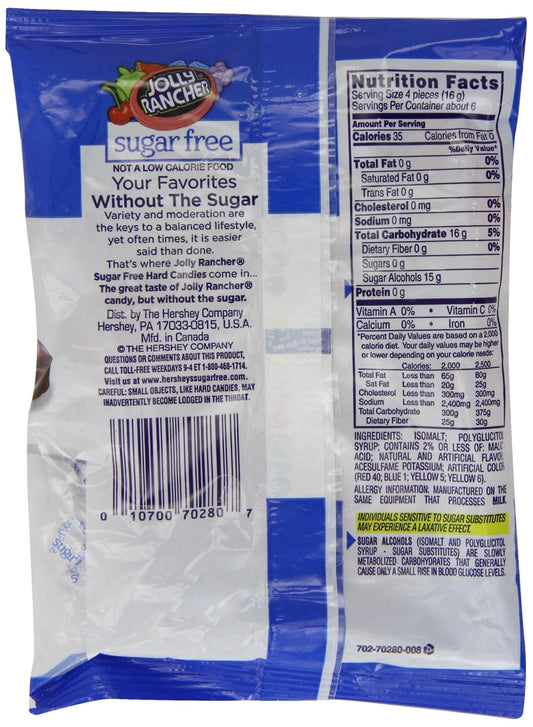 JOLLY
RANCHER
sugar free
NOT A LOW CALORIE FOOD
Your Favorites
Without The Sugar
Variety and moderation are
the keys to a balanced lifestyle,
yet often times, it is easier
said than done.
That's where Jolly Rancher®
Sugar Free Hard Candies come in...
The great taste of Jolly Rancher®
candy, but without the sugar.
Dist. by The Hershey Company
Hershey, PA 17033-0815, U.S.A.
Mfd. in Canada
© THE HERSHEY COMPANY
QUESTIONS OR COMMENTS ABOUT THIS PRODUCT,
CALL TOLL-FREE WEEKDAYS 9-4 ET 1-800-468-1714.
Visit us at www.hersheyssugarfree.com.
CAREFUL: SMALL OBJECTS, LIKE HARD CANDIES, MAY
INADVERTENTLY BECOME LODGED IN THE THROAT.
0 10700 70280 7
Nutrition Facts
Serving Size 4 pieces (16 g)
Servings Per Container about 6
Amount Per Serving
Calories 35 Calories from Fat 0
%Daily Value*
Total Fat 0 g 0%
Saturated Fat 0 g 0%
Trans Fat 0 g
Cholesterol 0 mg 0%
Sodium 0 mg 0%
Total Carbohydrate 16 g 5%
Dietary Fiber 0 g 0%
Sugars 0 g
Sugar Alcohols 15 g
Protein 0 g
Vitamin A 0% • Vitamin C 0%
Calcium 0% • Iron 0%
*Percent Daily Values are based on a 2,000
calorie diet. Your daily values may be higher
or lower depending on your calorie needs:
Calories: 2,000 2,500
Total Fat Less than 65g 80g
Sat Fat Less than 20g 25g
Cholesterol Less than 300mg 300mg
Sodium Less than 2,400mg 2,400mg
Total Carbohydrate 300g 375g
Dietary Fiber 25g 30g
INGREDIENTS: ISOMALT; POLYGLUCITOL
SYRUP; CONTAINS 2% OR LESS OF: MALIC
ACID; NATURAL AND ARTIFICIAL FLAVOR;
ACESULFAME POTASSIUM; ARTIFICIAL COLOR
(RED 40; BLUE 1; YELLOW 5; YELLOW 6).
ALLERGY INFORMATION: MANUFACTURED ON THE
SAME EQUIPMENT THAT PROCESSES MILK.
INDIVIDUALS SENSITIVE TO SUGAR SUBSTITUTES
MAY EXPERIENCE A LAXATIVE EFFECT.
SUGAR ALCOHOLS (ISOMALT AND POLYGLUCITOL
SYRUP - SUGAR SUBSTITUTES) ARE SLOWLY
METABOLIZED CARBOHYDRATES THAT GENERALLY
CAUSE ONLY A SMALL RISE IN BLOOD GLUCOSE LEVELS.
702-70280-008